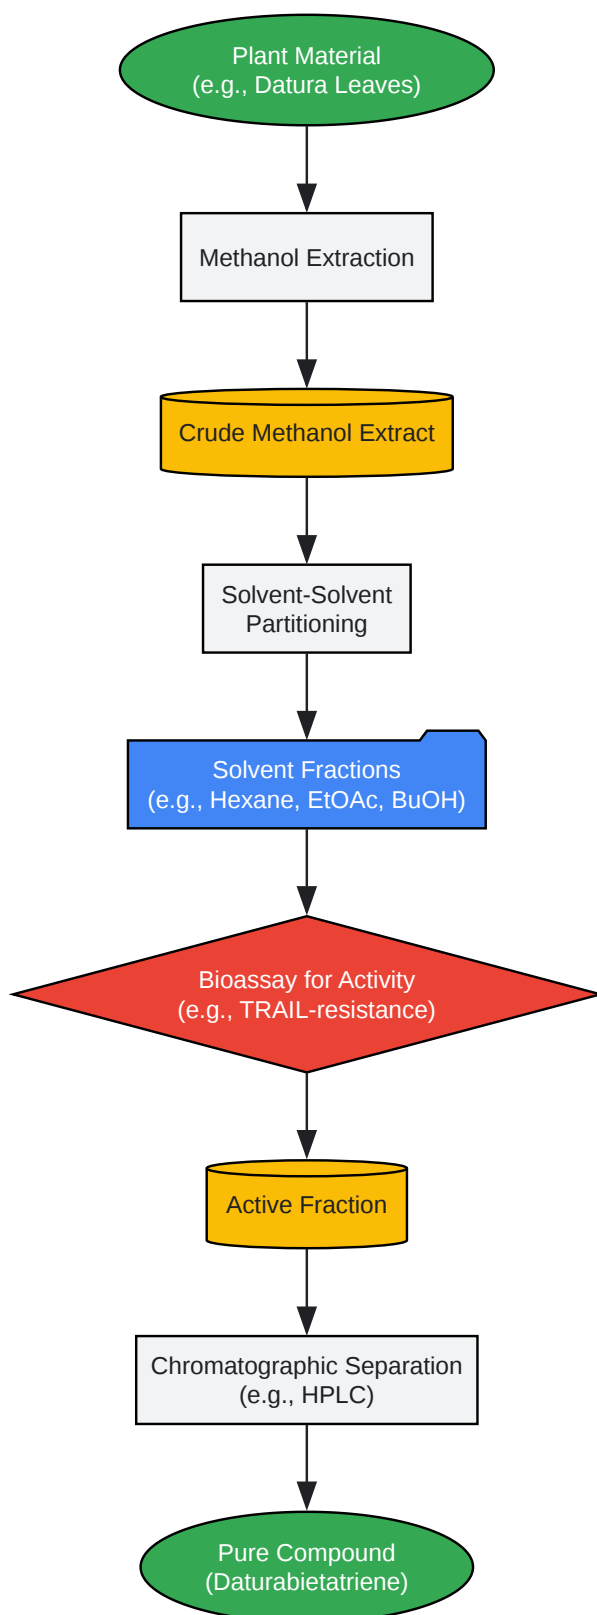 Plant Material
(e.g., Datura Leaves)
Methanol Extraction
Crude Methanol Extract
Solvent-Solvent
Partitioning
Solvent Fractions
(e.g., Hexane, EtOAc, BuOH)
Bioassay for Activity
(e.g., TRAIL-resistance)
Active Fraction
Chromatographic Separation
(e.g., HPLC)
Pure Compound
(Daturabietatriene)